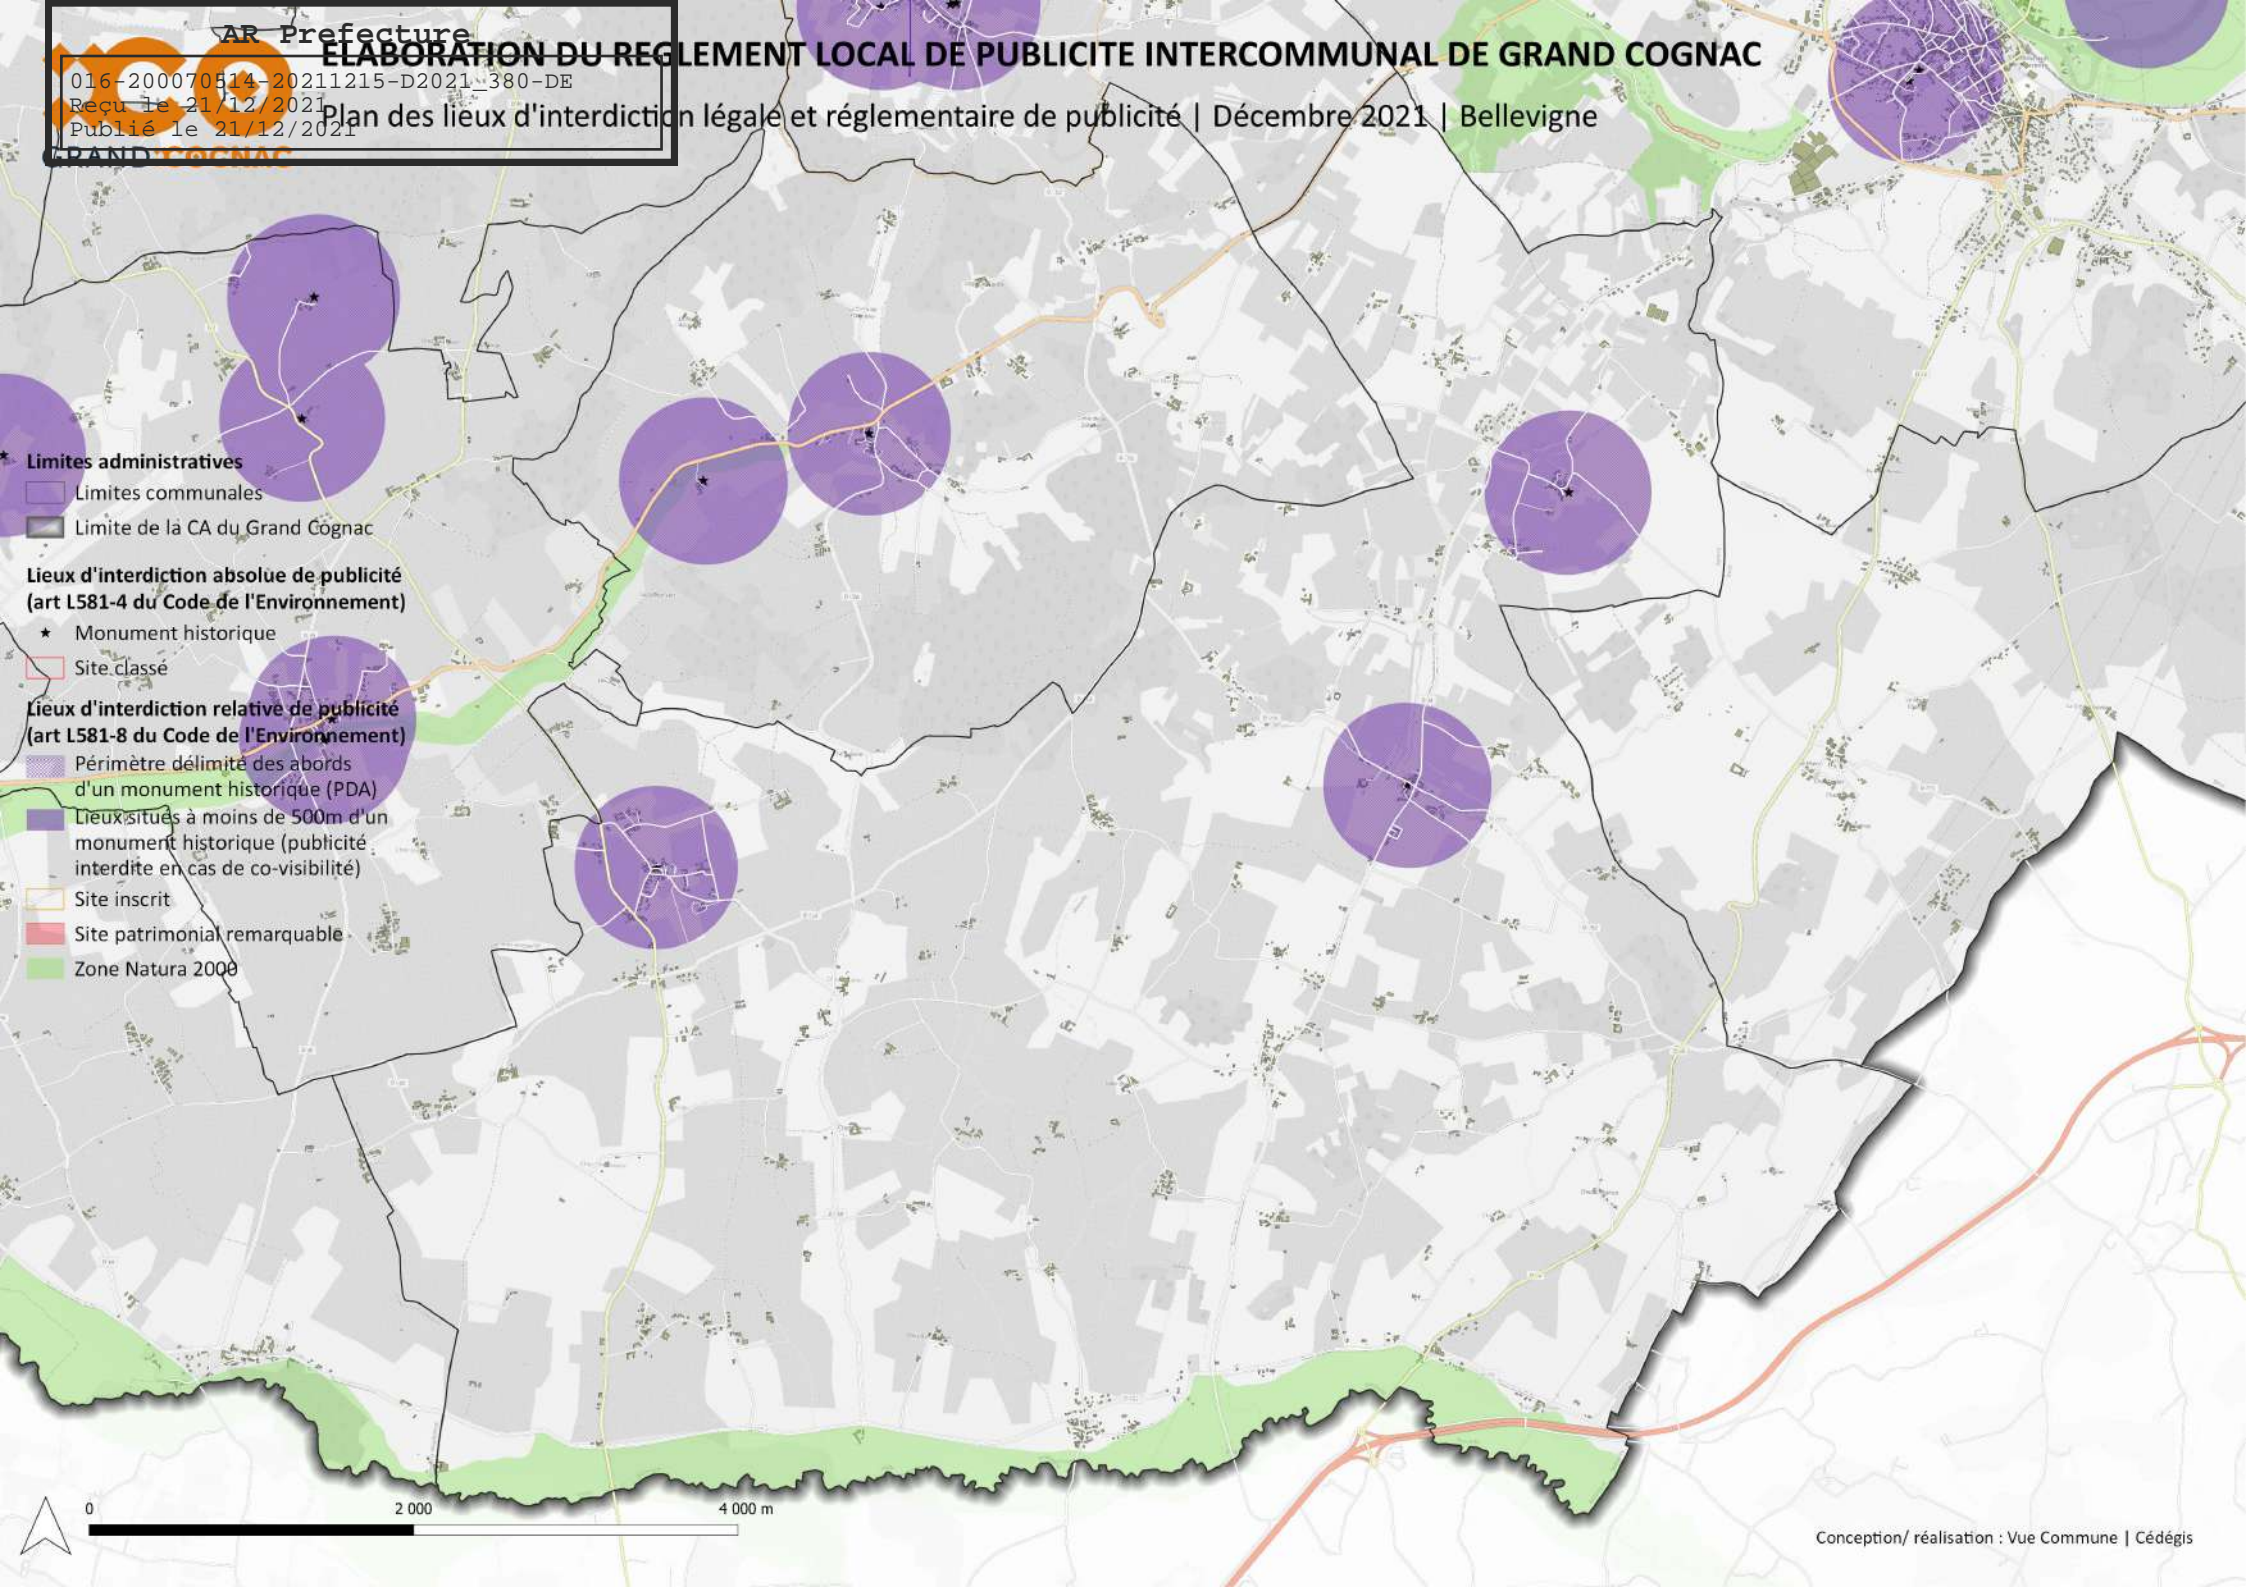 AR Prefecture
016-200070514-20211215-D2021_380-DE
Reçu le 21/12/2021
Publié le 21/12/2021
GRAND COGNAC
ELABORATION DU REGLEMENT LOCAL DE PUBLICITE INTERCOMMUNAL DE GRAND COGNAC
Plan des lieux d'interdiction légale et réglementaire de publicité | Décembre 2021 | Bellevigne
Limites administratives
Limites communales
Limite de la CA du Grand Cognac
Lieux d'interdiction absolue de publicité
(art L581-4 du Code de l'Environnement)
Monument historique
Site classé
Lieux d'interdiction relative de publicité
(art L581-8 du Code de l'Environnement)
Périmètre délimité des abords
d'un monument historique (PDA)
Lieux situés à moins de 500m d'un
monument historique (publicité
interdite en cas de co-visibilité)
Site inscrit
Site patrimonial remarquable
Zone Natura 2000
0 2 000 4 000 m
Conception/ réalisation : Vue Commune | Cédégis